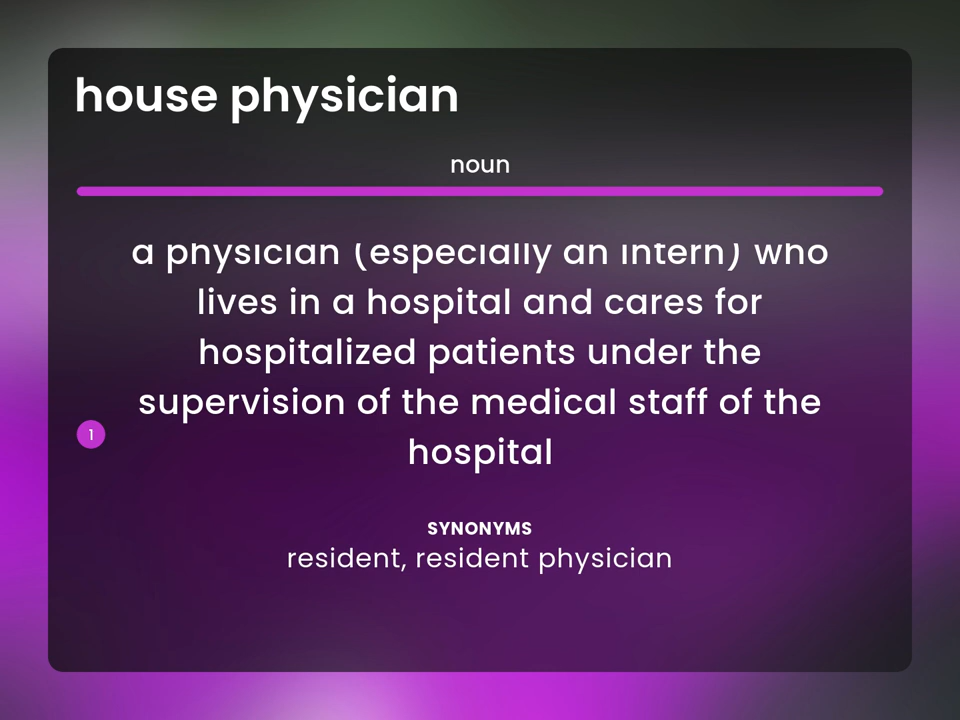 house physician
noun
a physician (especially an intern) who
lives in a hospital and cares for
hospitalized patients under the
supervision of the medical staff of the
1
hospital
SYNONYMS
resident, resident physician